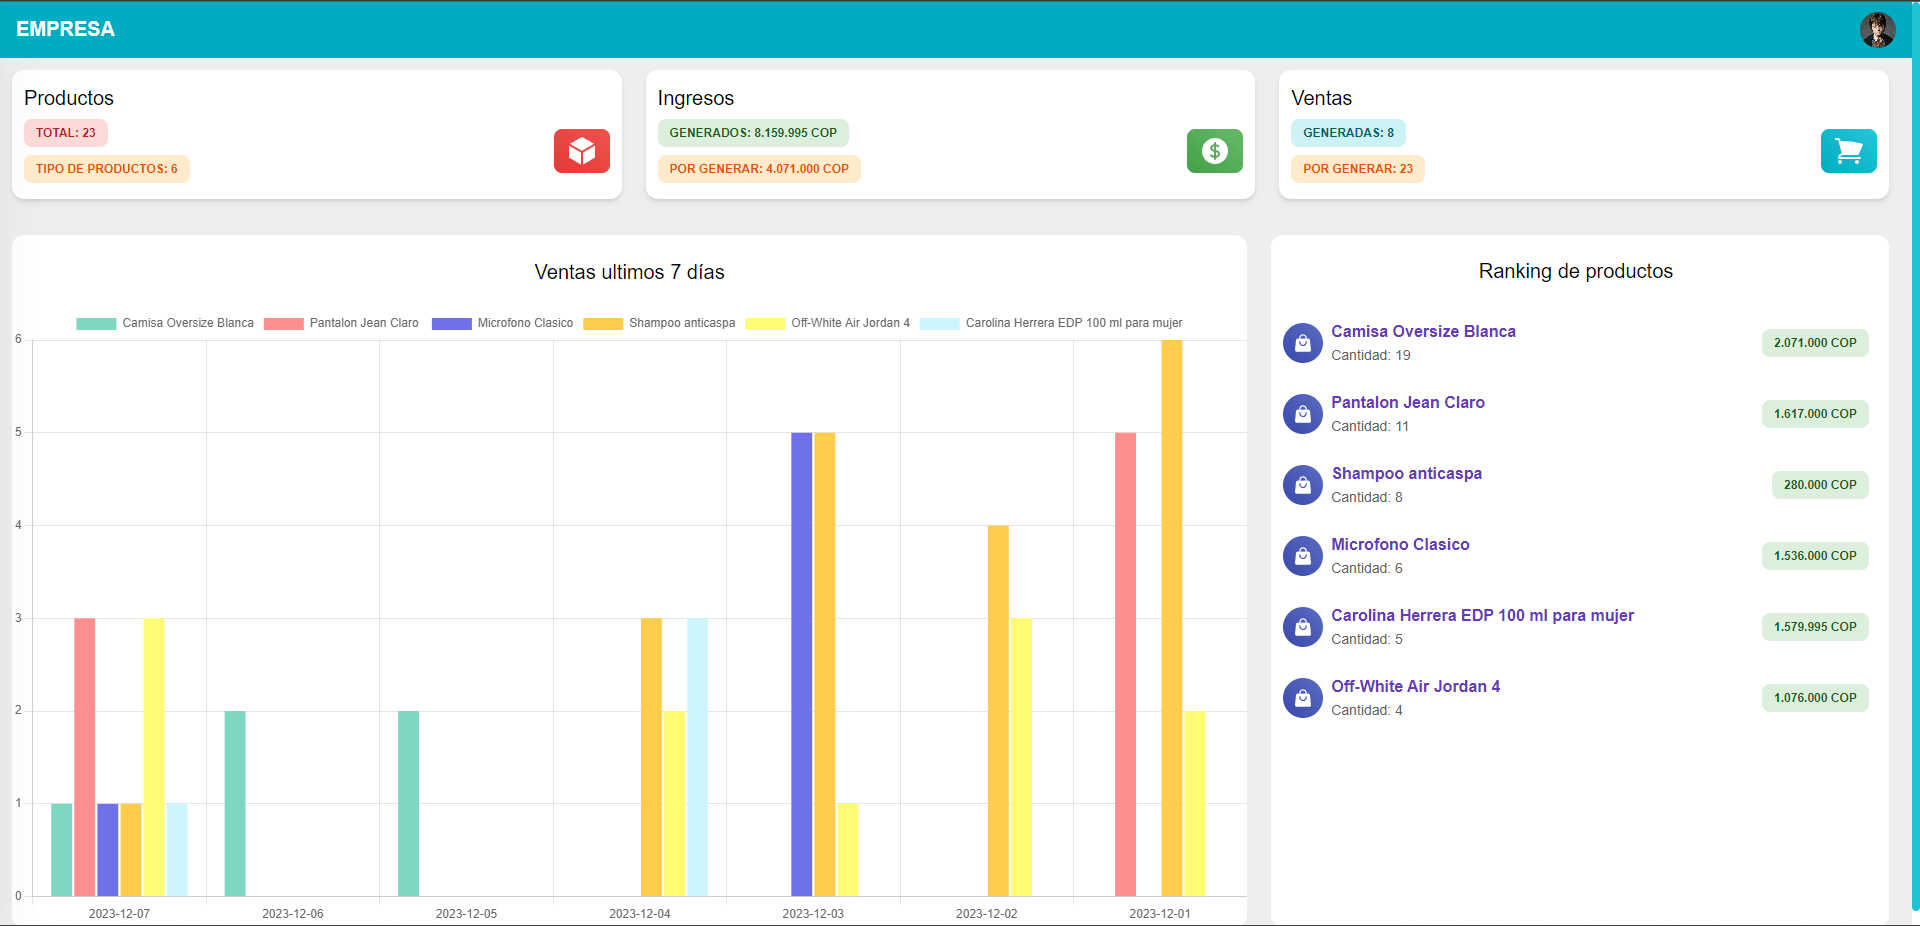 EMPRESA
Productos
TOTAL: 23
TIPO DE PRODUCTOS: 6
Ingresos
GENERADOS: 8.159.995 COP
POR GENERAR: 4.071.000 COP
Ventas
GENERADAS: 8
POR GENERAR: 23
Ventas ultimos 7 días
Camisa Oversize Blanca
Pantalon Jean Claro
Microfono Clasico
Shampoo anticaspa
Off-White Air Jordan 4
Carolina Herrera EDP 100 ml para mujer
6
5
4
3
2
1
0
2023-12-07
2023-12-06
2023-12-05
2023-12-04
2023-12-03
2023-12-02
2023-12-01
Ranking de productos
Camisa Oversize Blanca
Cantidad: 19
2.071.000 COP
Pantalon Jean Claro
Cantidad: 11
1.617.000 COP
Shampoo anticaspa
Cantidad: 8
280.000 COP
Microfono Clasico
Cantidad: 6
1.536.000 COP
Carolina Herrera EDP 100 ml para mujer
Cantidad: 5
1.579.995 COP
Off-White Air Jordan 4
Cantidad: 4
1.076.000 COP